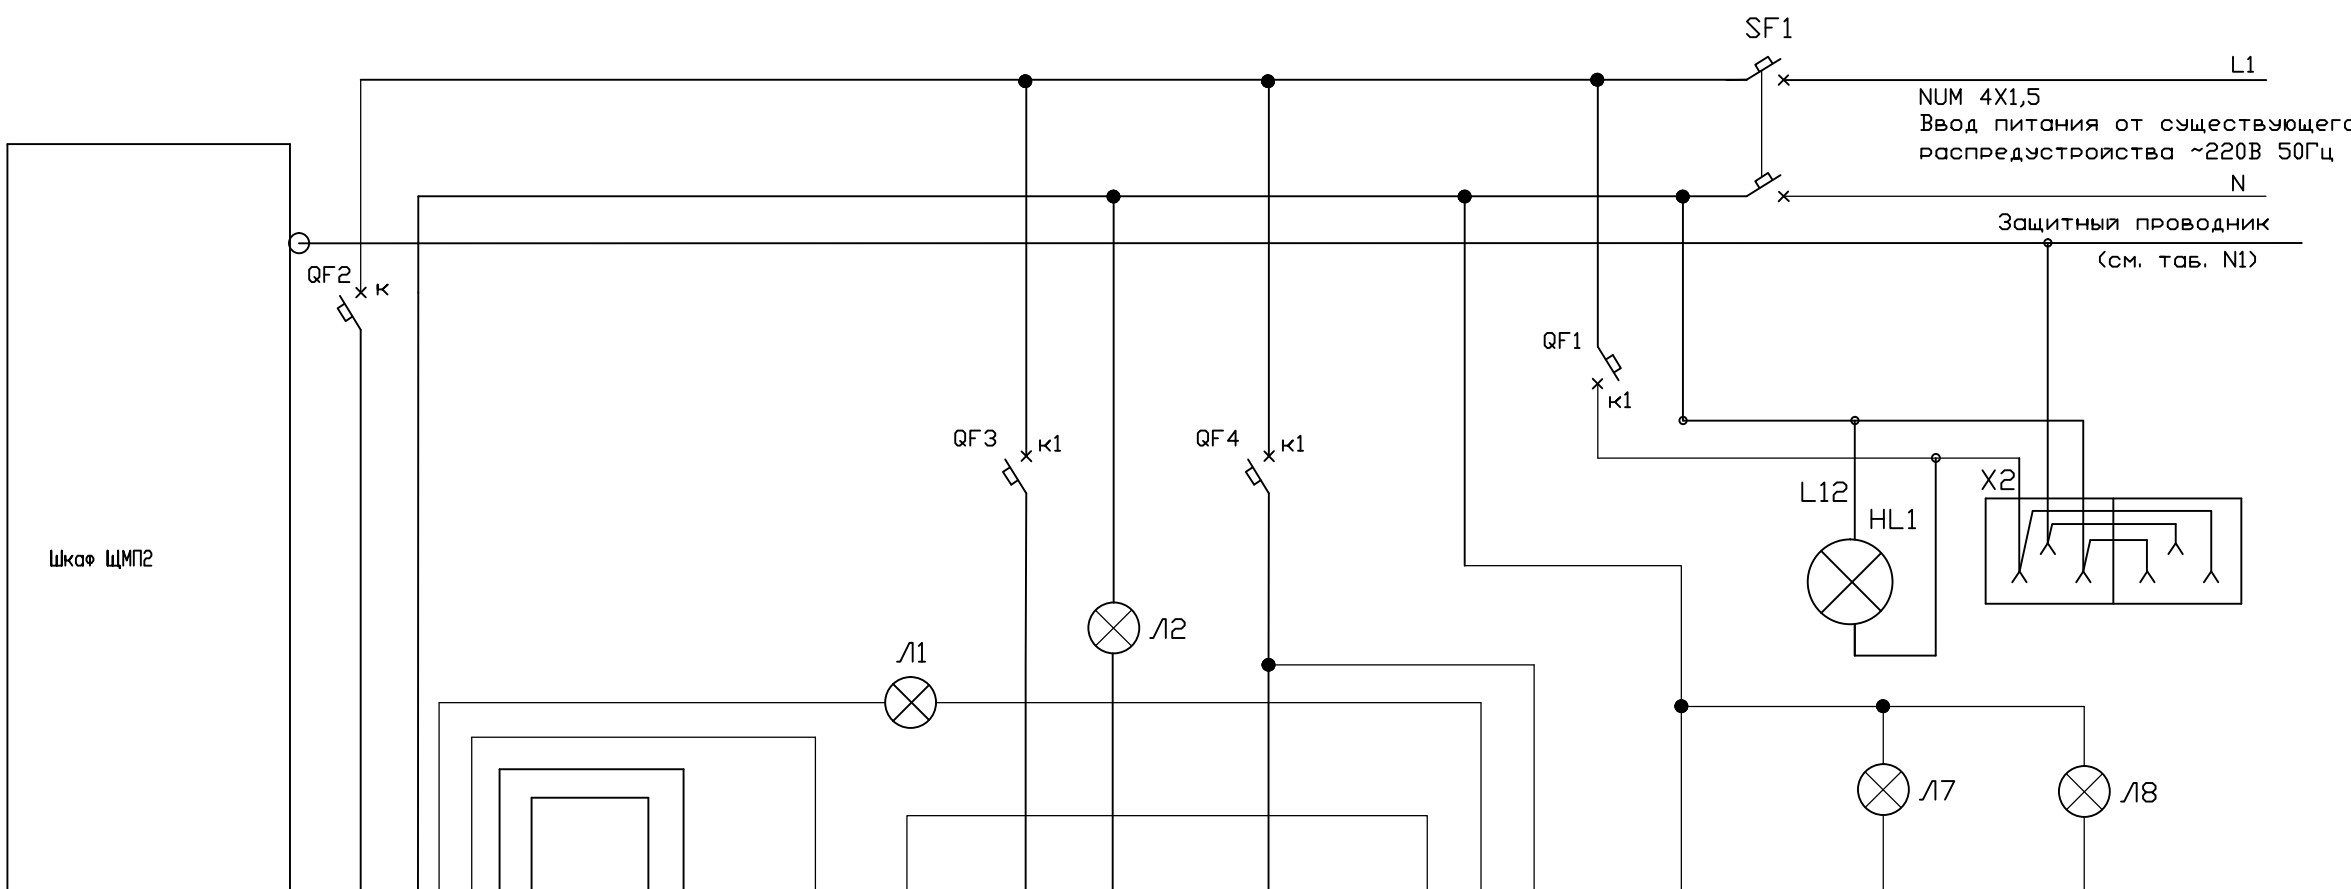 SF1
L1
NUM 4X1,5
Ввод питания от существующего
распредустройства ~220В 50Гц
N
Защитный проводник
(см. таб. N1)
QF2
к
QF1
к1
QF3
к1
QF4
к1
X2
L12
HL1
Шкаф ЩМП2
Л2
Л1
Л7
Л8